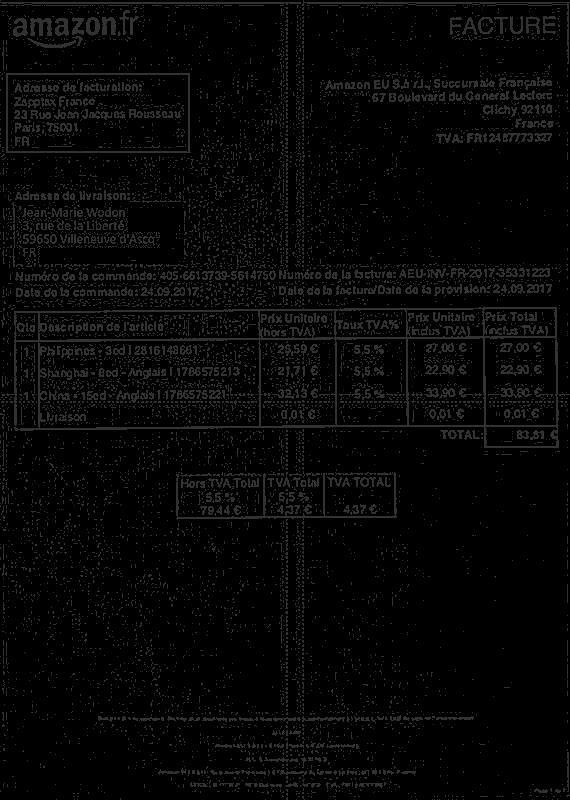 amazon.fr
FACTURE
Adresse de facturation:
Zapptax France
23 Rue Jean Jacques Rousseau
Paris, 75001
FR
Amazon EU S.à r.l., Succursale Française
67 Boulevard du General Leclerc
Clichy 92110
France
TVA: FR12487773327
Adresse de livraison:
Jean-Marie Wodon
3, rue de la Liberté
59650 Villeneuve d'Ascq
FR
Numéro de la commande: 405-6613739-5614750 Numéro de la facture: AEU-INV-FR-2017-35331223
Date de la commande: 24.09.2017 Date de la facture/Date de la provision: 24.09.2017
Qté Description de l'article Prix Unitaire (hors TVA) Taux TVA% Prix Unitaire (inclus TVA) Prix Total (inclus TVA)
1 Philippines - 3ed | 2816148661 25,59 € 5,5 % 27,00 € 27,00 €
1 Shanghai - 8ed - Anglais | 1786575213 21,71 € 5,5 % 22,90 € 22,90 €
1 China - 15ed - Anglais | 1786575221 32,13 € 5,5 % 33,90 € 33,90 €
Livraison 0,01 € 0,01 € 0,01 €
TOTAL: 83,81 €
Hors TVA Total TVA Total TVA TOTAL
5,5 % 5,5 %
79,44 € 4,37 € 4,37 €